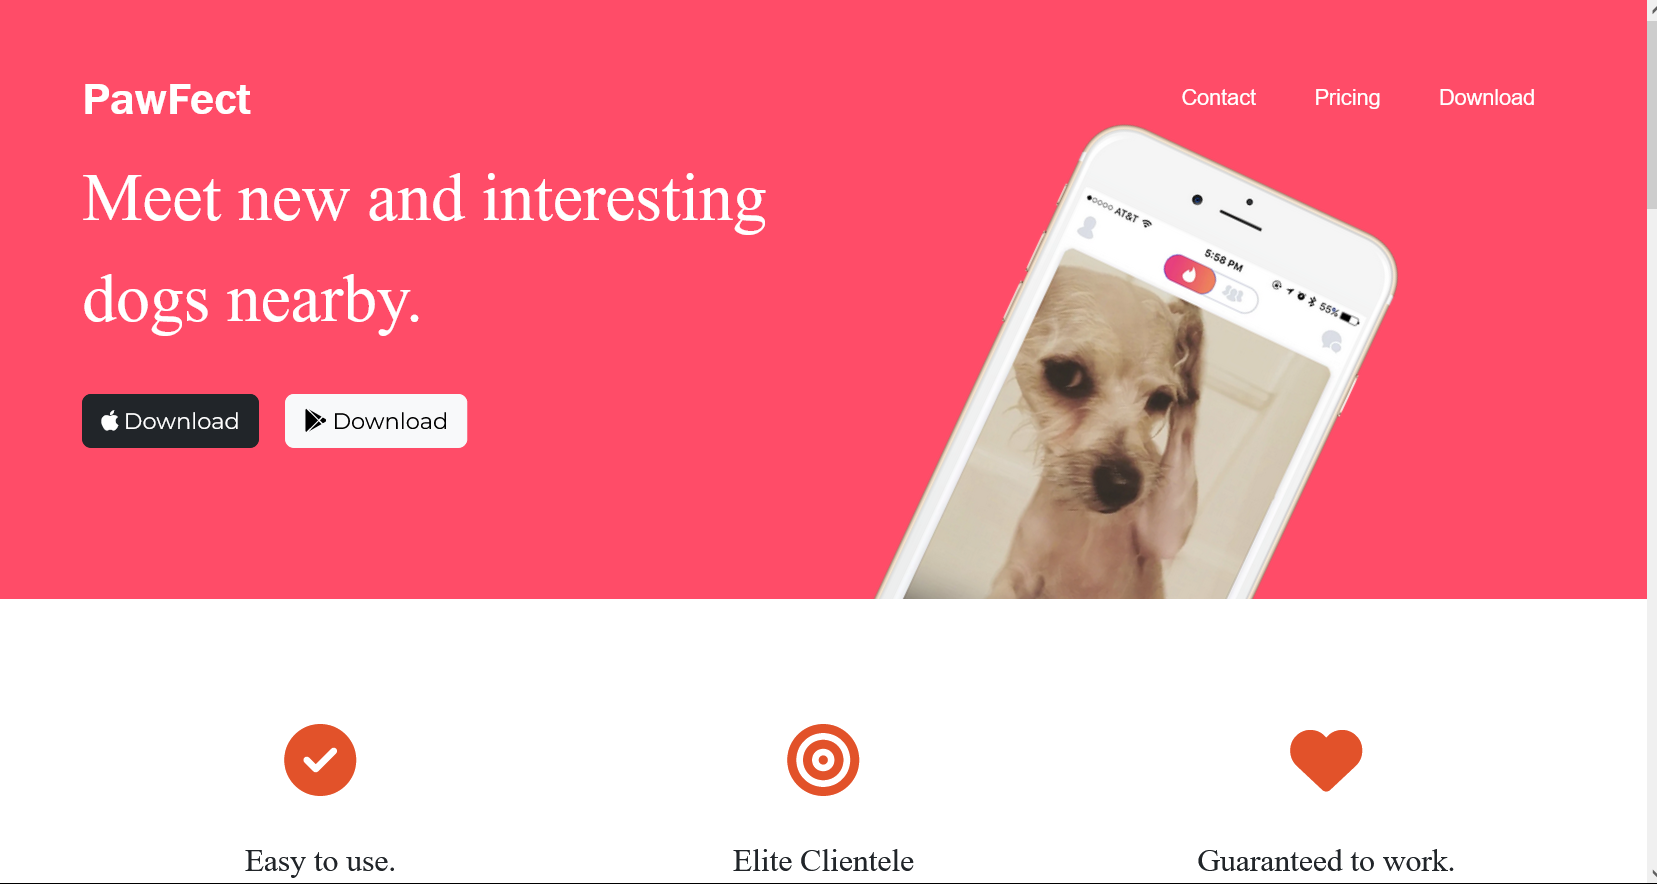 PawFect
Contact Pricing Download
Meet new and interesting
dogs nearby.
Download Download
AT&T 5:58 PM 55%
Easy to use. Elite Clientele Guaranteed to work.